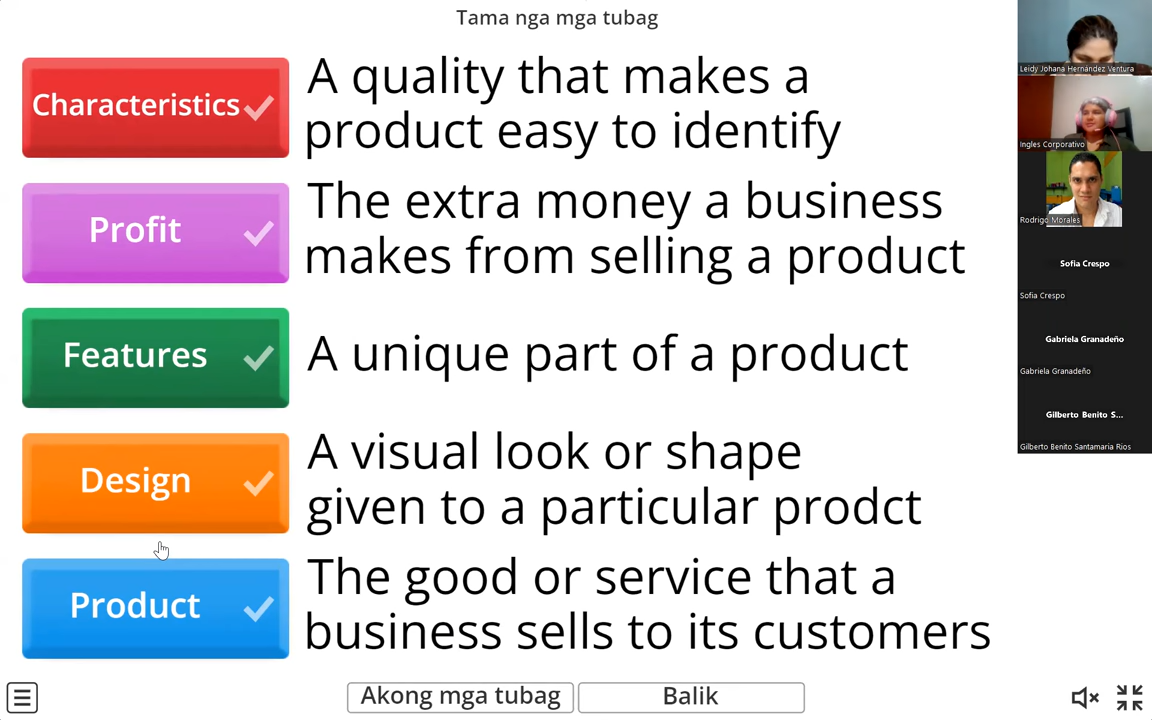 Tama nga mga tubag
Characteristics
A quality that makes a
product easy to identify
Profit
The extra money a business
makes from selling a product
Features
A unique part of a product
Design
A visual look or shape
given to a particular prodct
Product
The good or service that a
business sells to its customers
Akong mga tubag
Balik
Leidy Johana Hernández Ventura
Ingles Corporativo
Rodrigo Morales
Sofia Crespo
Sofia Crespo
Gabriela Granadeño
Gabriela Granadeño
Gilberto Benito S...
Gilberto Benito Santamaria Rios